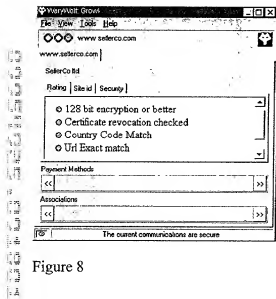 WaryWolf: Growl
File View Tools Help
www.sellerco.com
www.sellerco.com
SellerCo ltd
Rating Site id Security
128 bit encryption or better
Certificate revocation checked
Country Code Match
Url Exact match
Payment Methods
<< >>
Associations
<< >>
The current communications are secure
Figure 8